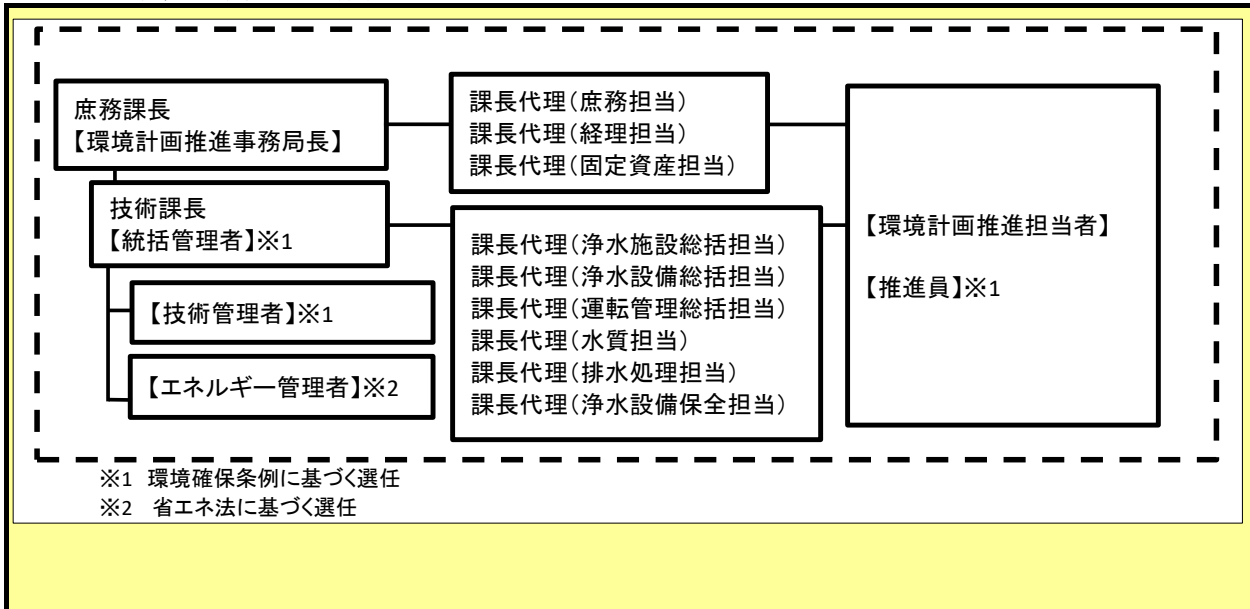 庶務課長
【環境計画推進事務局長】
技術課長
【統括管理者】※1
【技術管理者】※1
【エネルギー管理者】※2
課長代理(庶務担当)
課長代理(経理担当)
課長代理(固定資産担当)
課長代理(浄水施設総括担当)
課長代理(浄水設備総括担当)
課長代理(運転管理総括担当)
課長代理(水質担当)
課長代理(排水処理担当)
課長代理(浄水設備保全担当)
【環境計画推進担当者】
【推進員】※1
※1 環境確保条例に基づく選任
※2 省エネ法に基づく選任